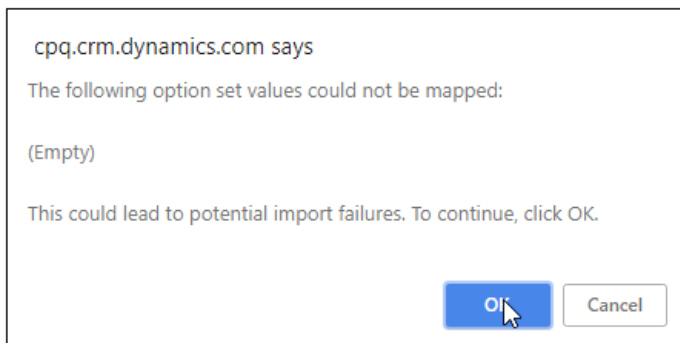 cpq.crm.dynamics.com says
The following option set values could not be mapped:
(Empty)
This could lead to potential import failures. To continue, click OK.
OK Cancel